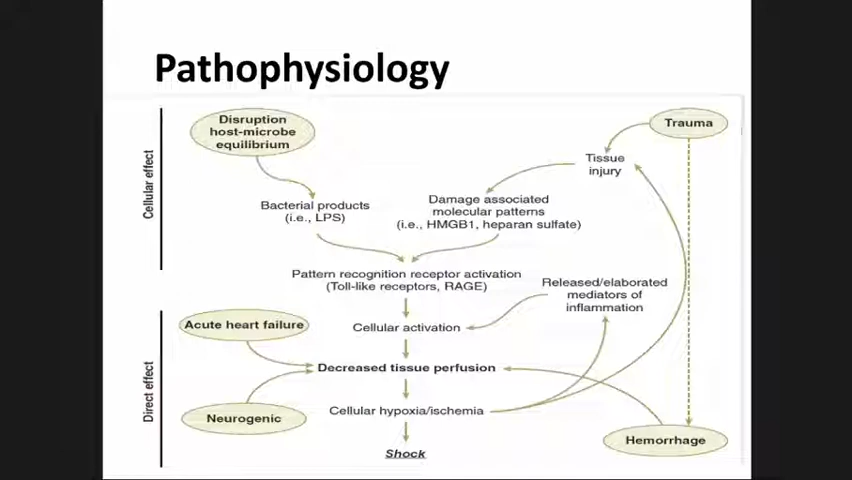 Pathophysiology
Cellular effect
Disruption
host-microbe
equilibrium
Trauma
Tissue
injury
Bacterial products
(i.e., LPS)
Damage associated
molecular patterns
(i.e., HMGB1, heparan sulfate)
Pattern recognition receptor activation
(Toll-like receptors, RAGE)
Released/elaborated
mediators of
inflammation
Direct effect
Acute heart failure
Cellular activation
Decreased tissue perfusion
Neurogenic
Cellular hypoxia/ischemia
Hemorrhage
Shock